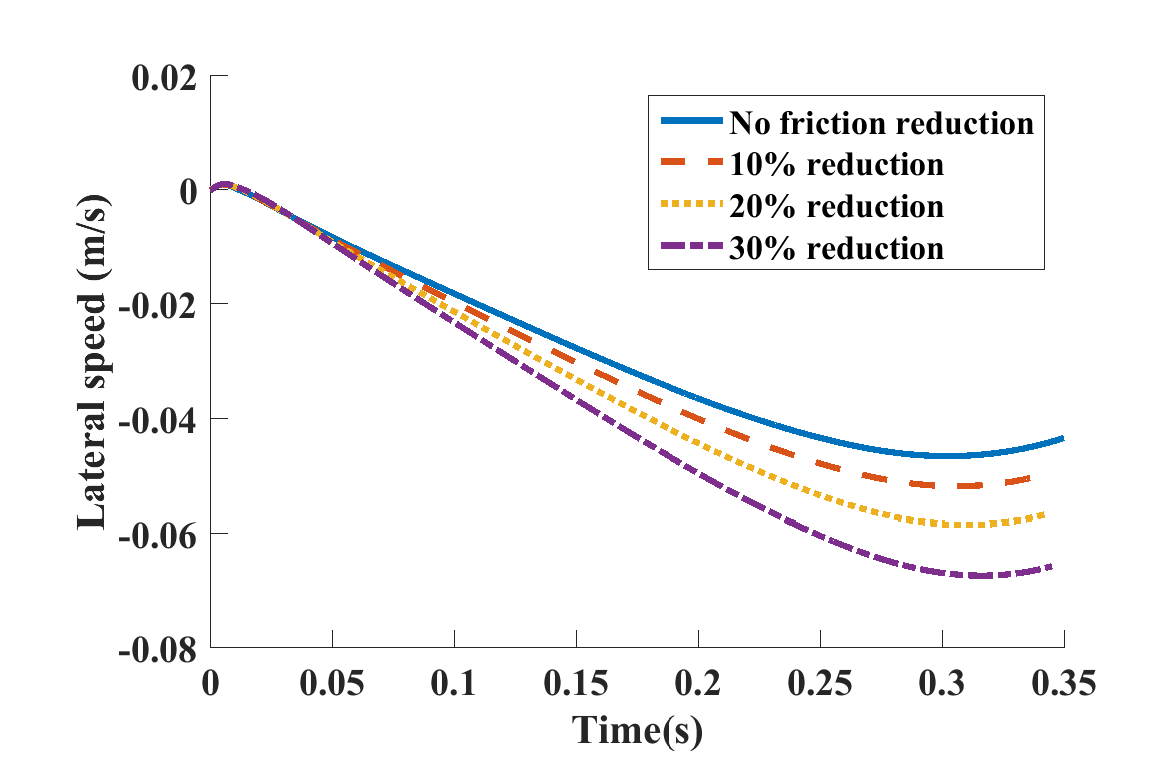 0.02
0
-0.02
-0.04
-0.06
-0.08
Lateral speed (m/s)
No friction reduction
10% reduction
20% reduction
30% reduction
0 0.05 0.1 0.15 0.2 0.25 0.3 0.35
Time(s)